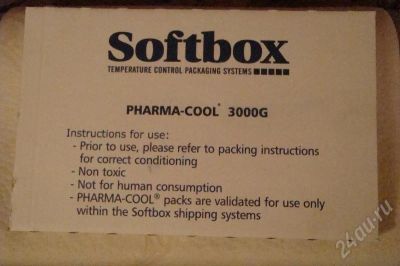 Softbox
TEMPERATURE CONTROL PACKAGING SYSTEMS
PHARMA-COOL® 3000G
Instructions for use:
- Prior to use, please refer to packing instructions
for correct conditioning
- Non toxic
- Not for human consumption
- PHARMA-COOL® packs are validated for use only
within the Softbox shipping systems
24au.ru